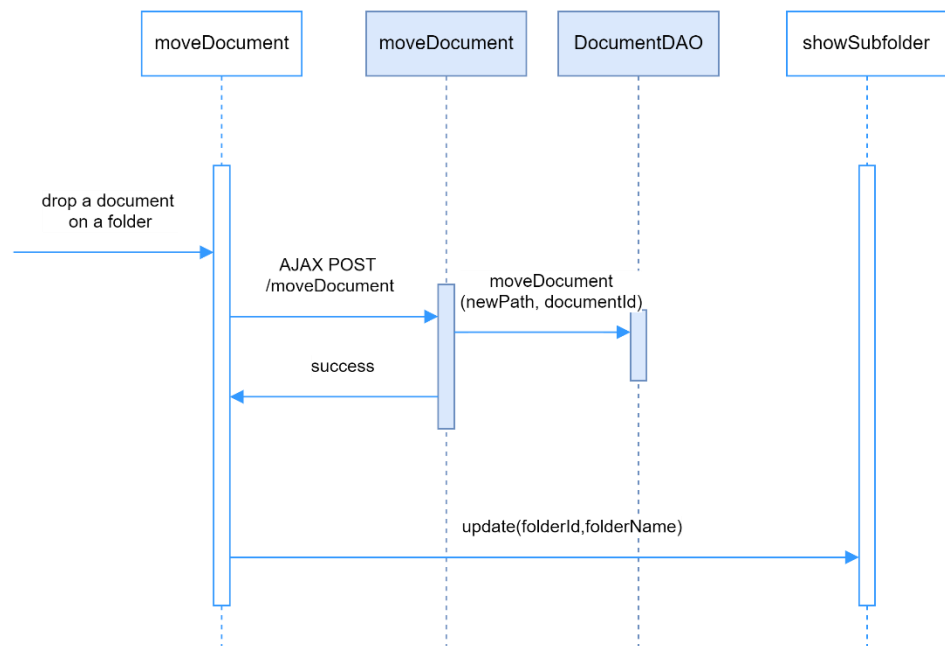 moveDocument
moveDocument
DocumentDAO
showSubfolder
drop a document
on a folder
AJAX POST
/moveDocument
moveDocument
(newPath, documentId)
success
update(folderId,folderName)